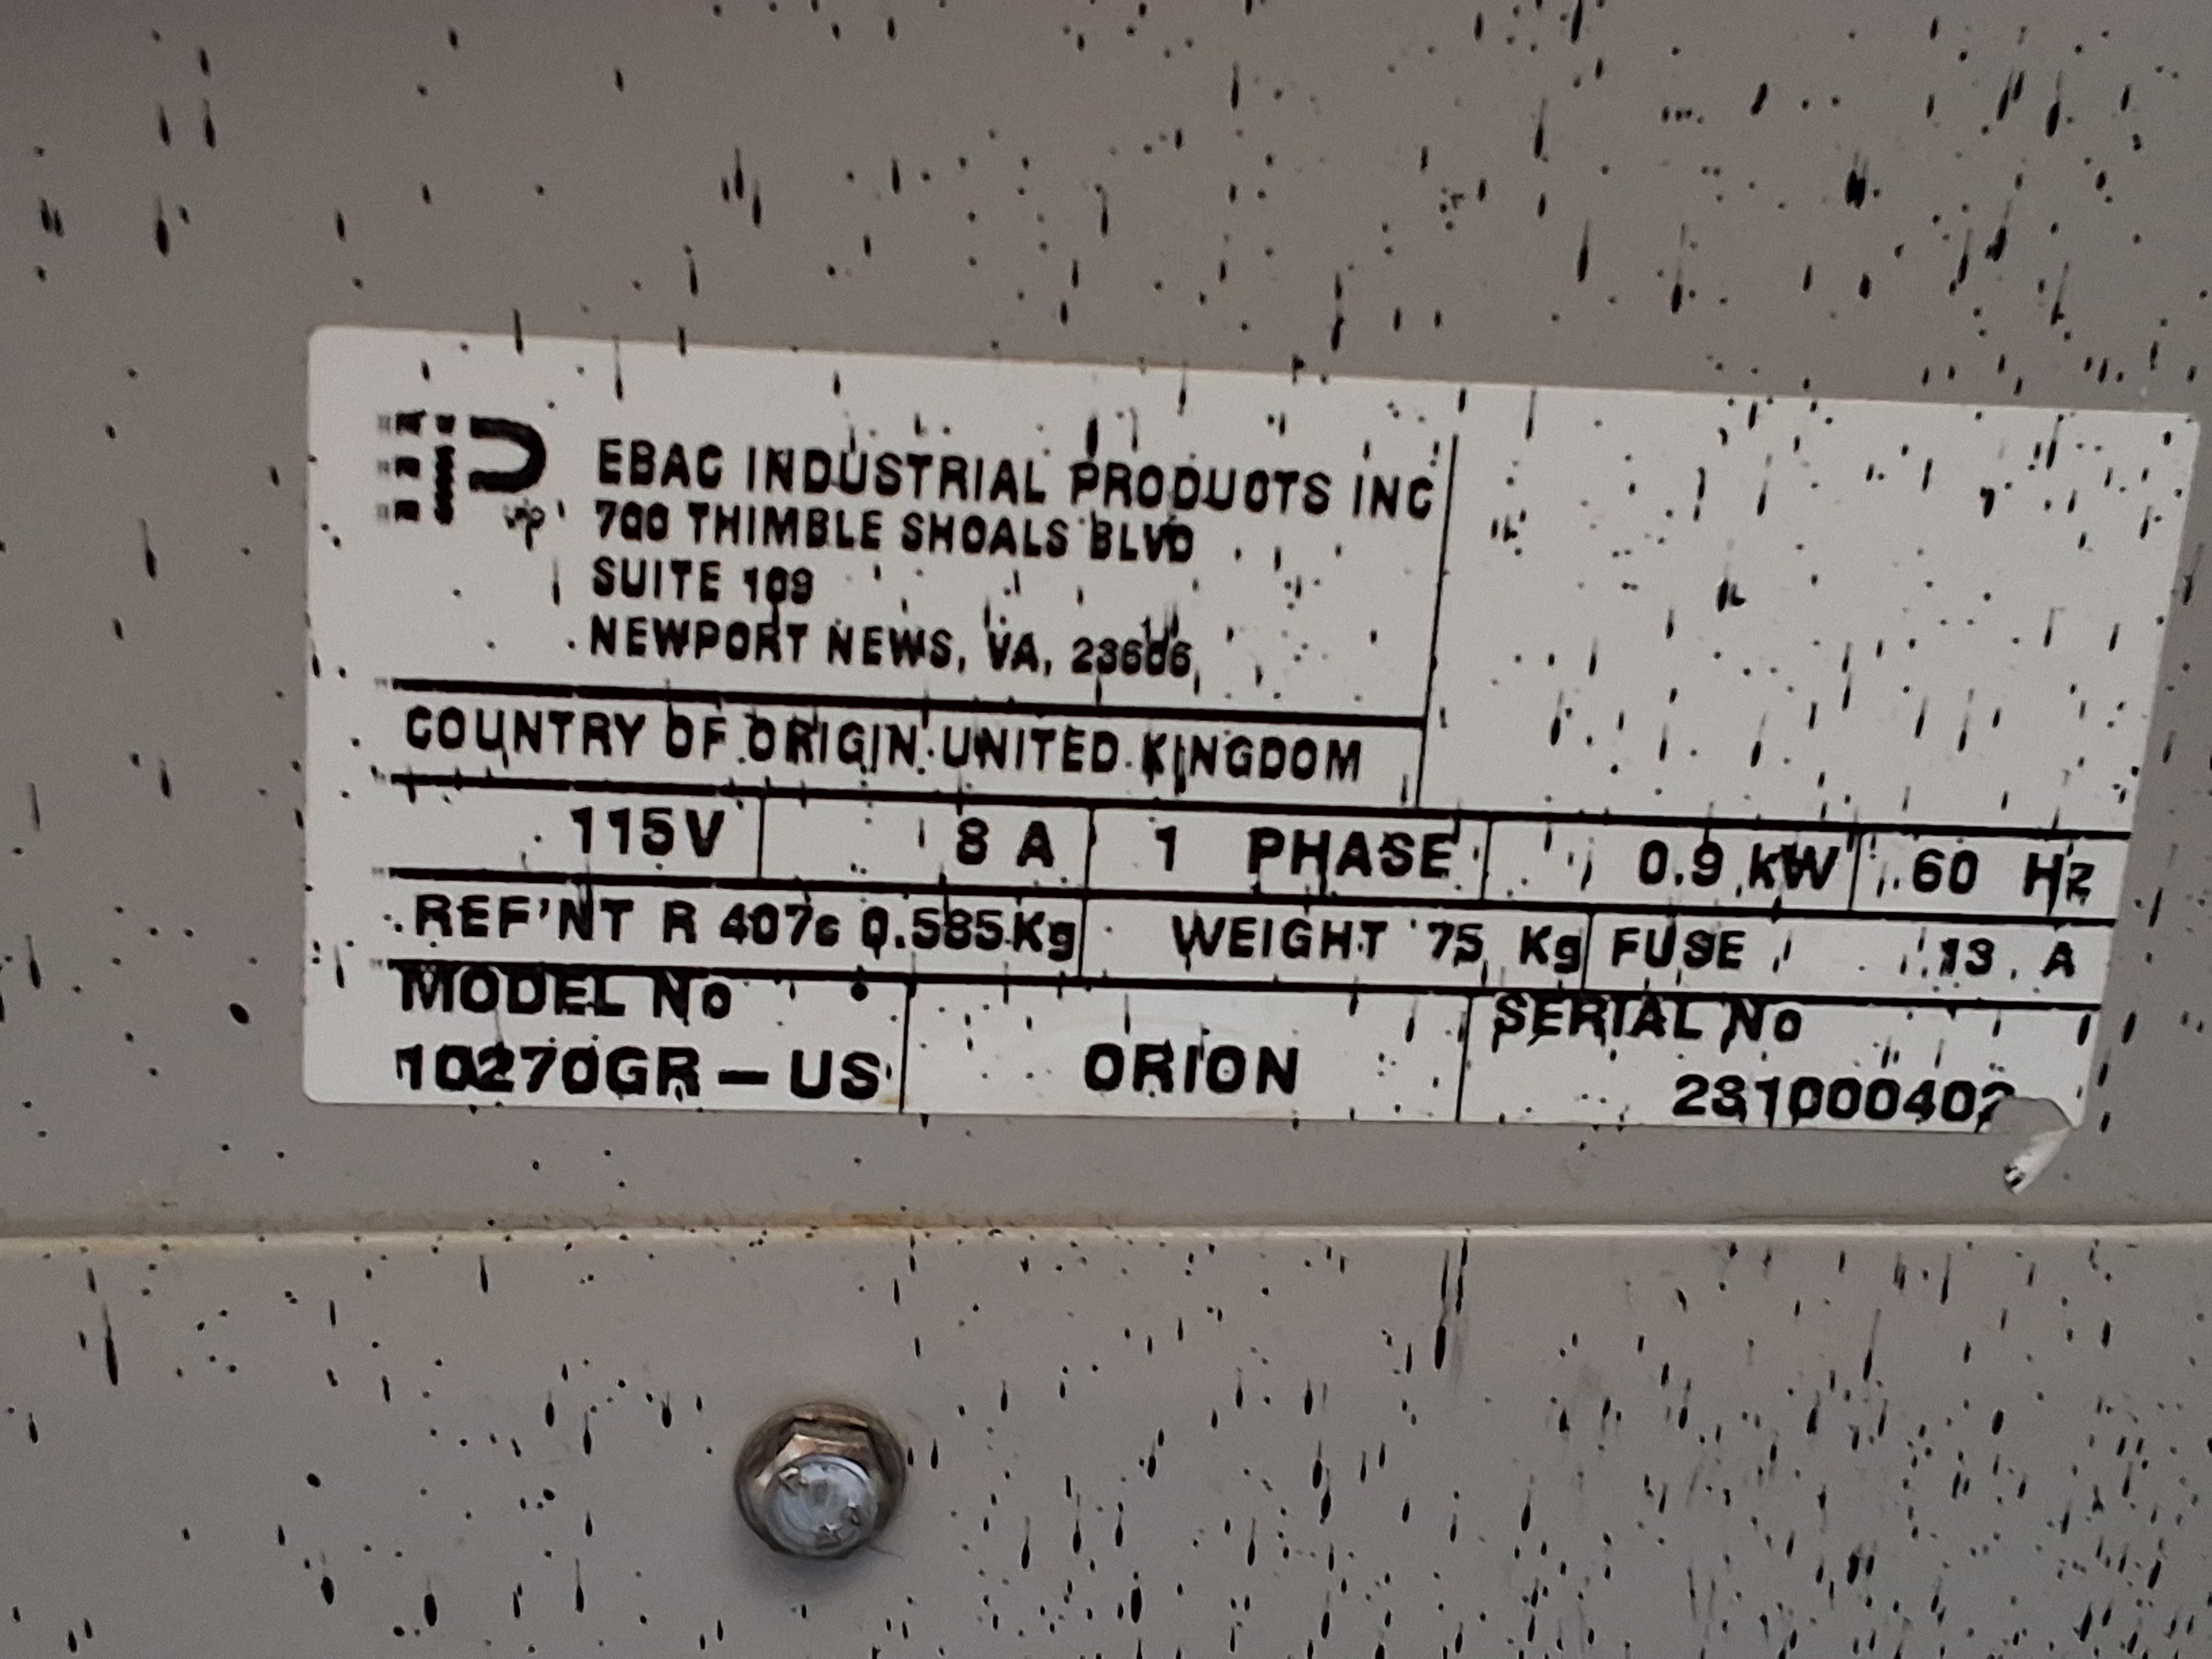 EIP
EBAC INDUSTRIAL PRODUCTS INC
700 THIMBLE SHOALS BLVD
SUITE 109
NEWPORT NEWS, VA, 23606
COUNTRY OF ORIGIN UNITED KINGDOM
115V 8 A 1 PHASE 0.9 kW 60 Hz
REF'NT R 407c 0.585Kg WEIGHT 75 Kg FUSE 13 A
MODEL No SERIAL No
10270GR-US ORION